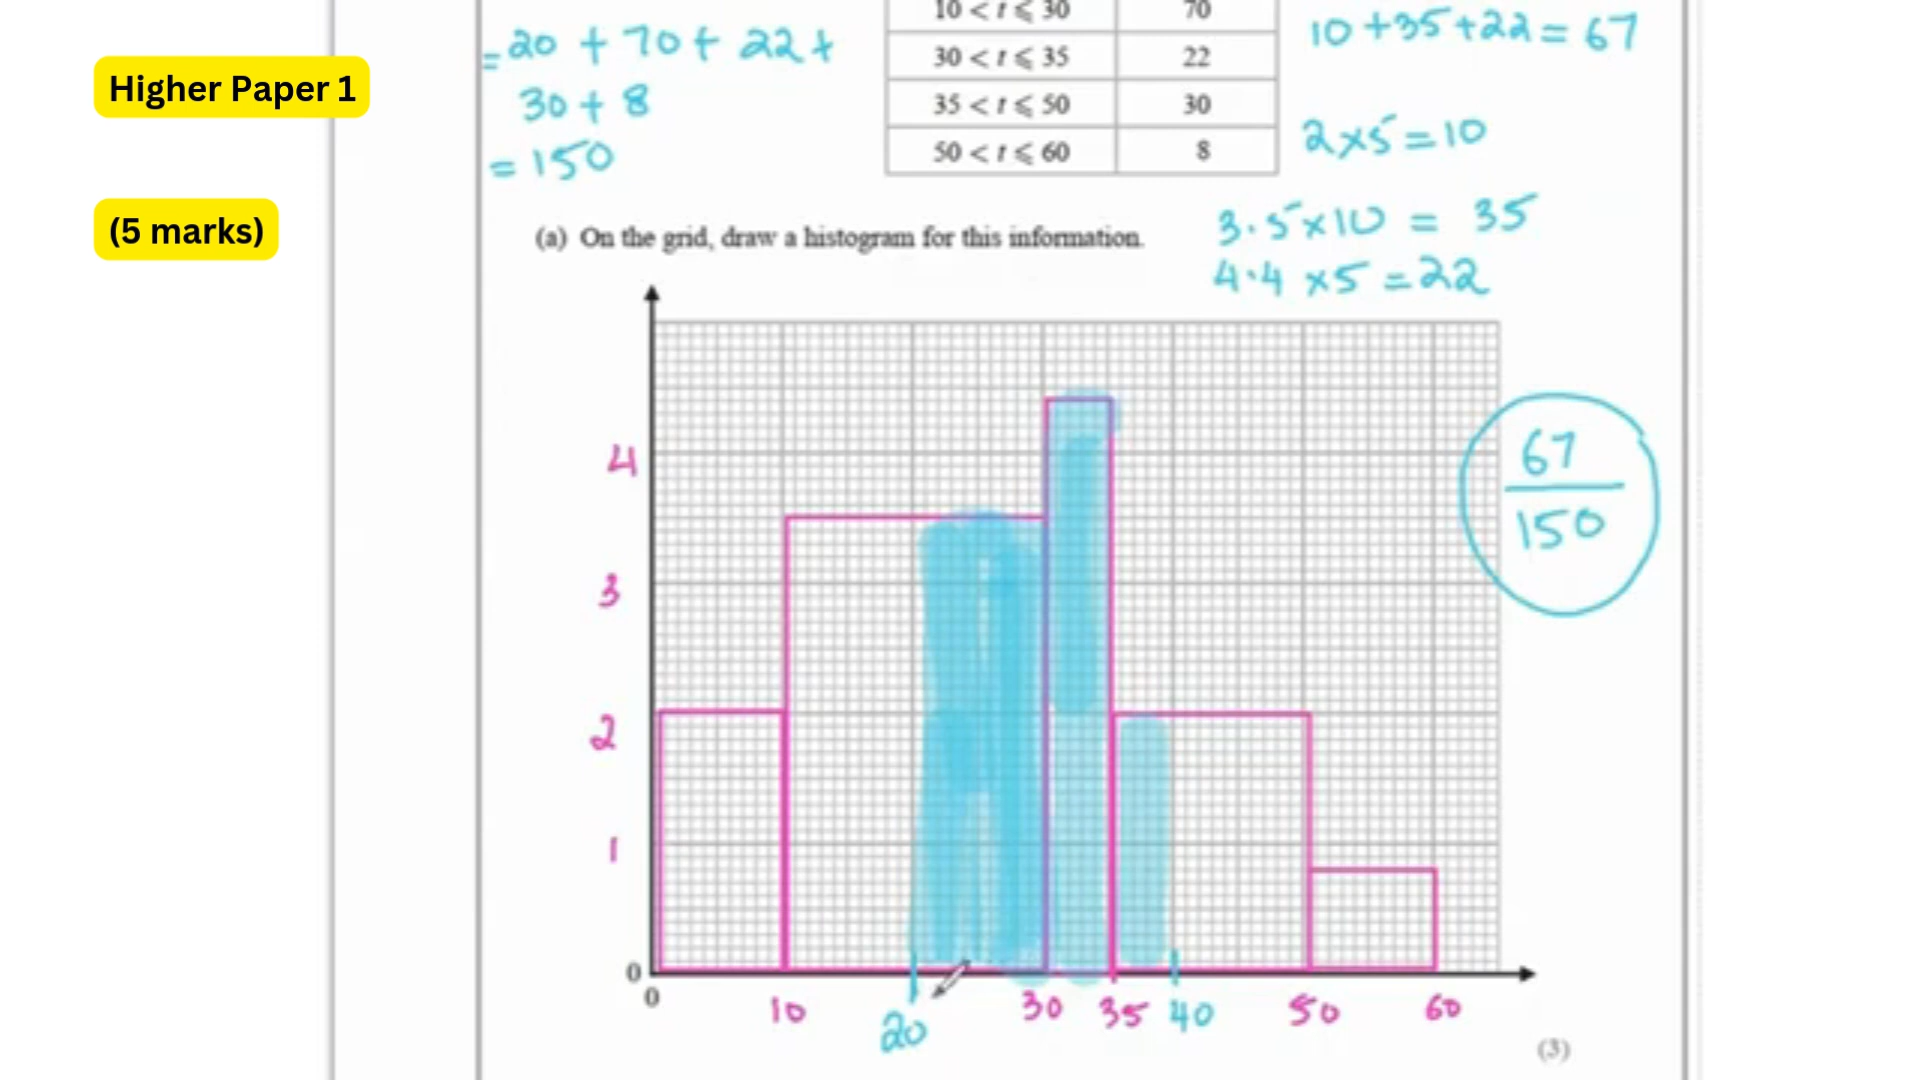 Higher Paper 1
(5 marks)
= 20 + 70 + 22 +
30 + 8
= 150
10 < t ⩽ 30 70
30 < t ⩽ 35 22
35 < t ⩽ 50 30
50 < t ⩽ 60 8
10 + 35 + 22 = 67
2 × 5 = 10
3.5 × 10 = 35
4.4 × 5 = 22
(a) On the grid, draw a histogram for this information.
4
3
2
1
0
0 10 20 30 35 40 50 60
67
150
(3)